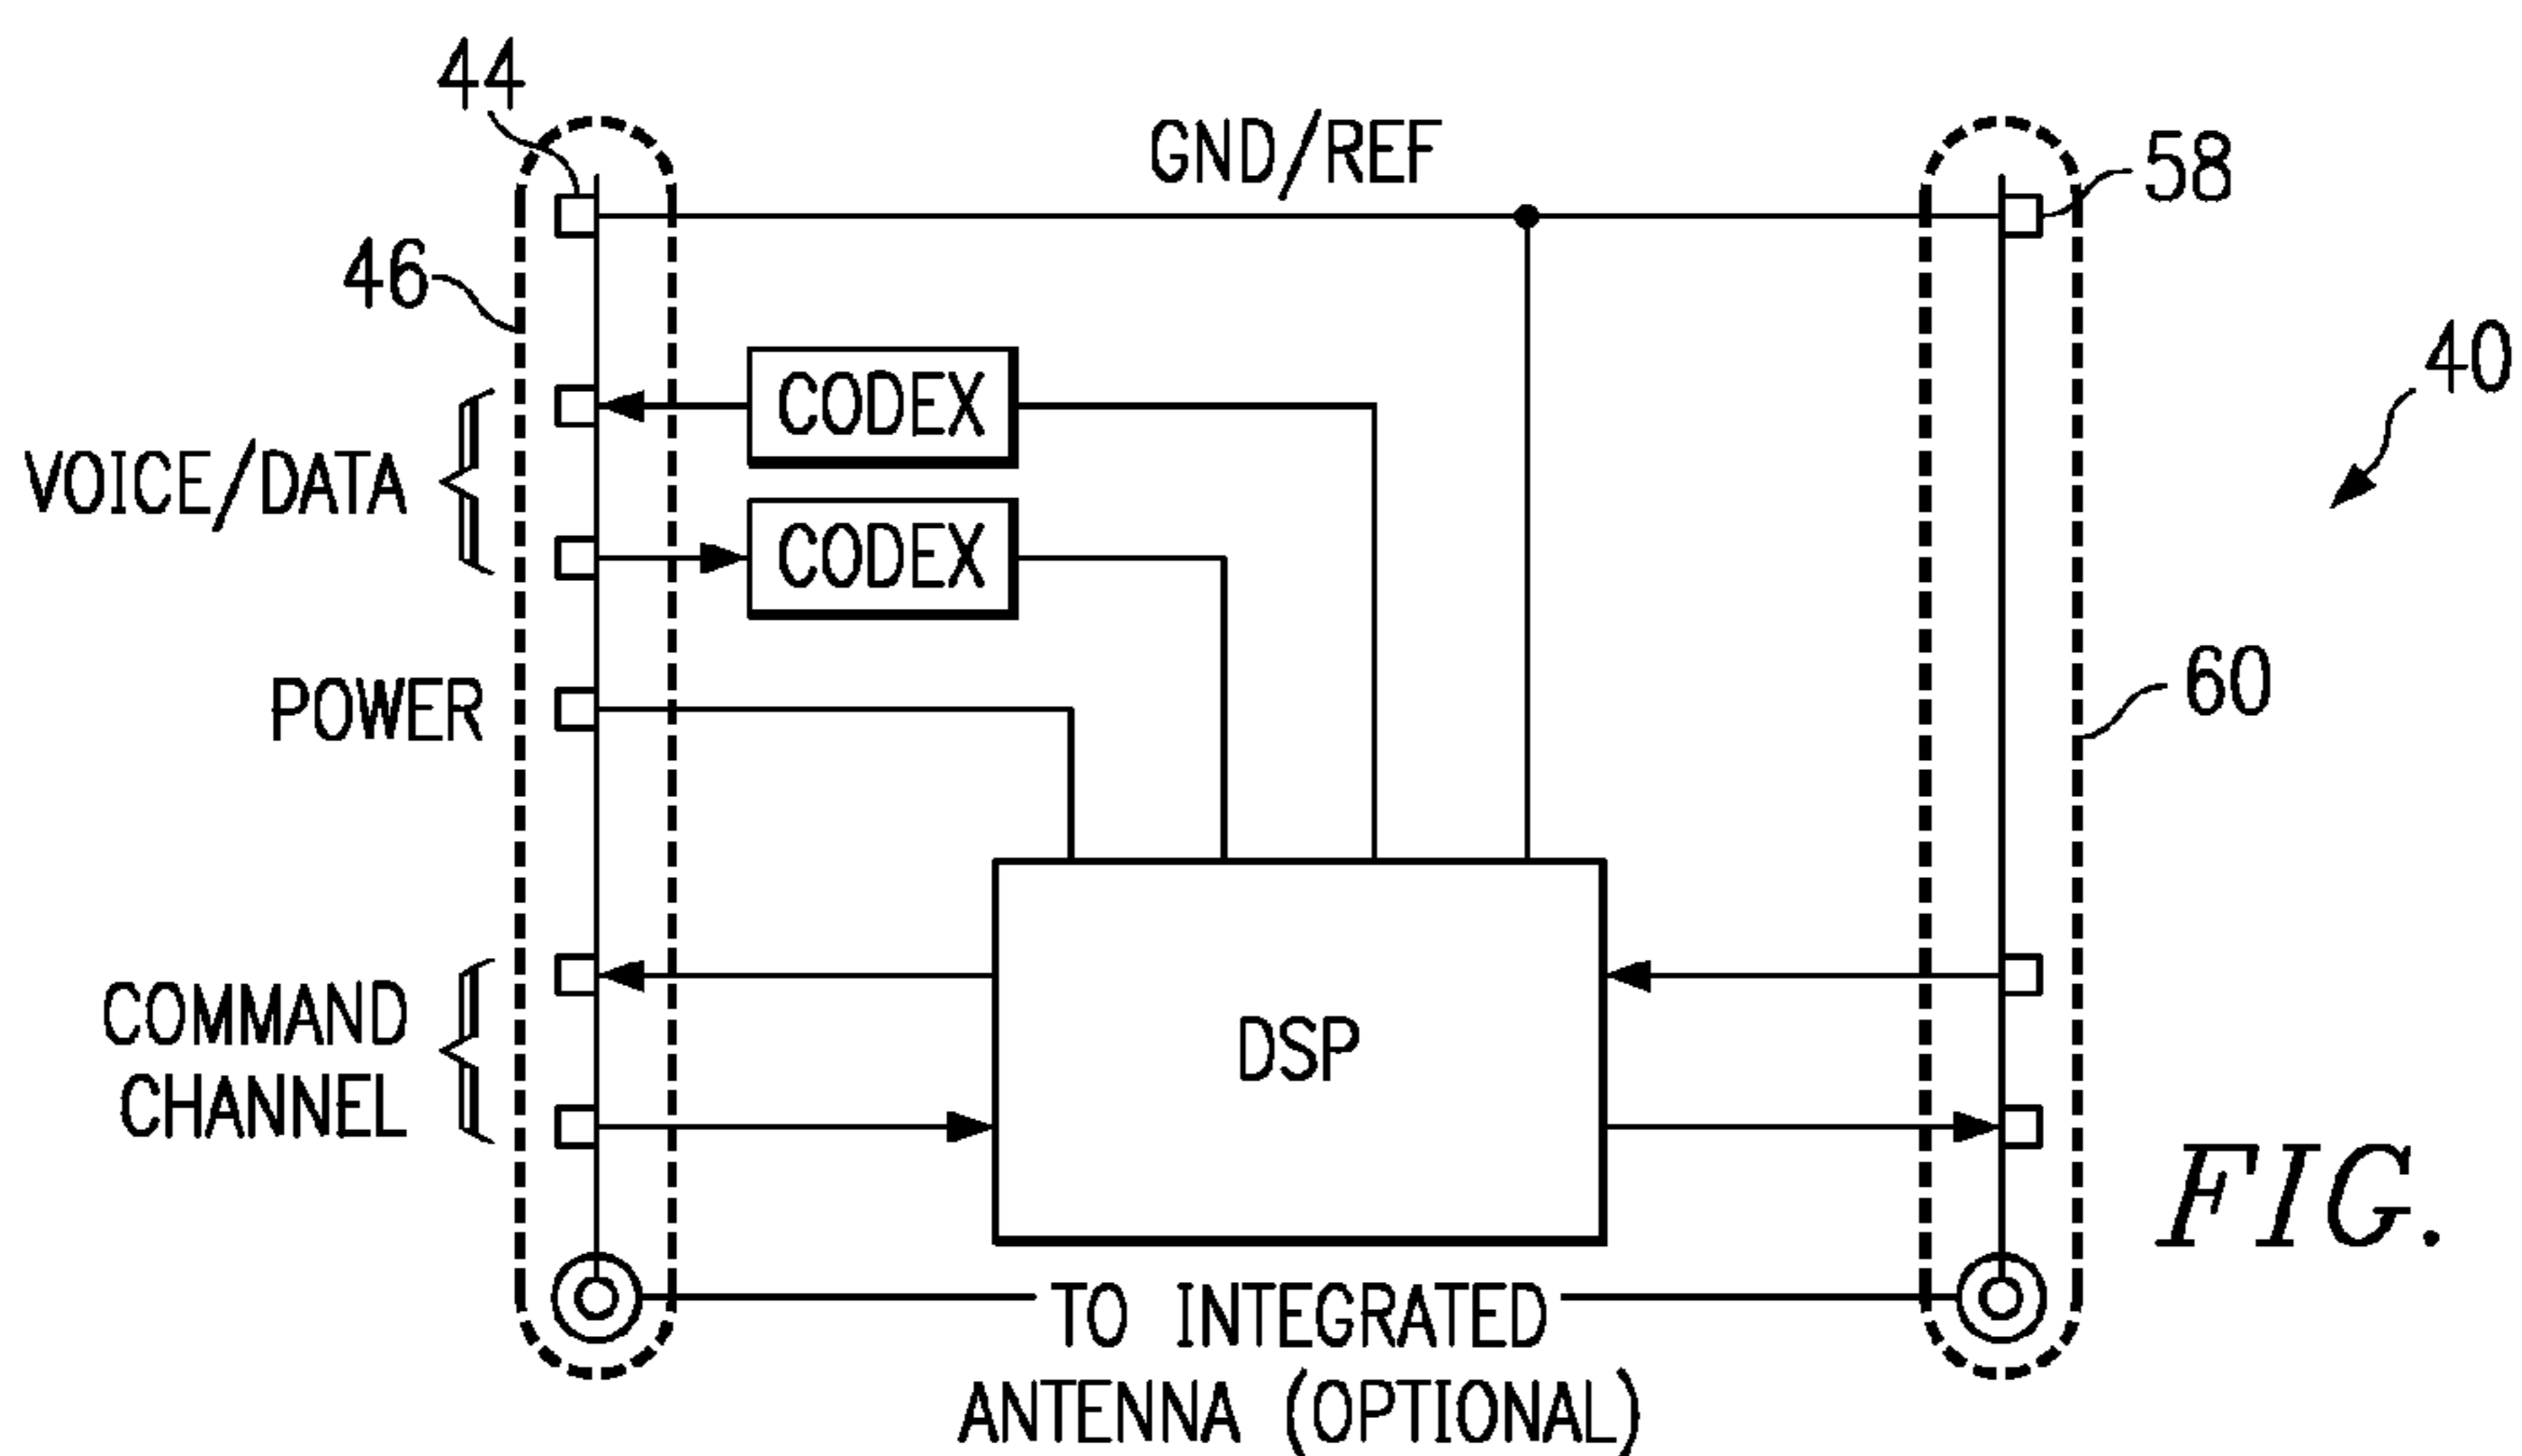 44
GND/REF
58
46
40
CODEX
VOICE/DATA
CODEX
POWER
60
COMMAND
CHANNEL
DSP
FIG.
TO INTEGRATED
ANTENNA (OPTIONAL)